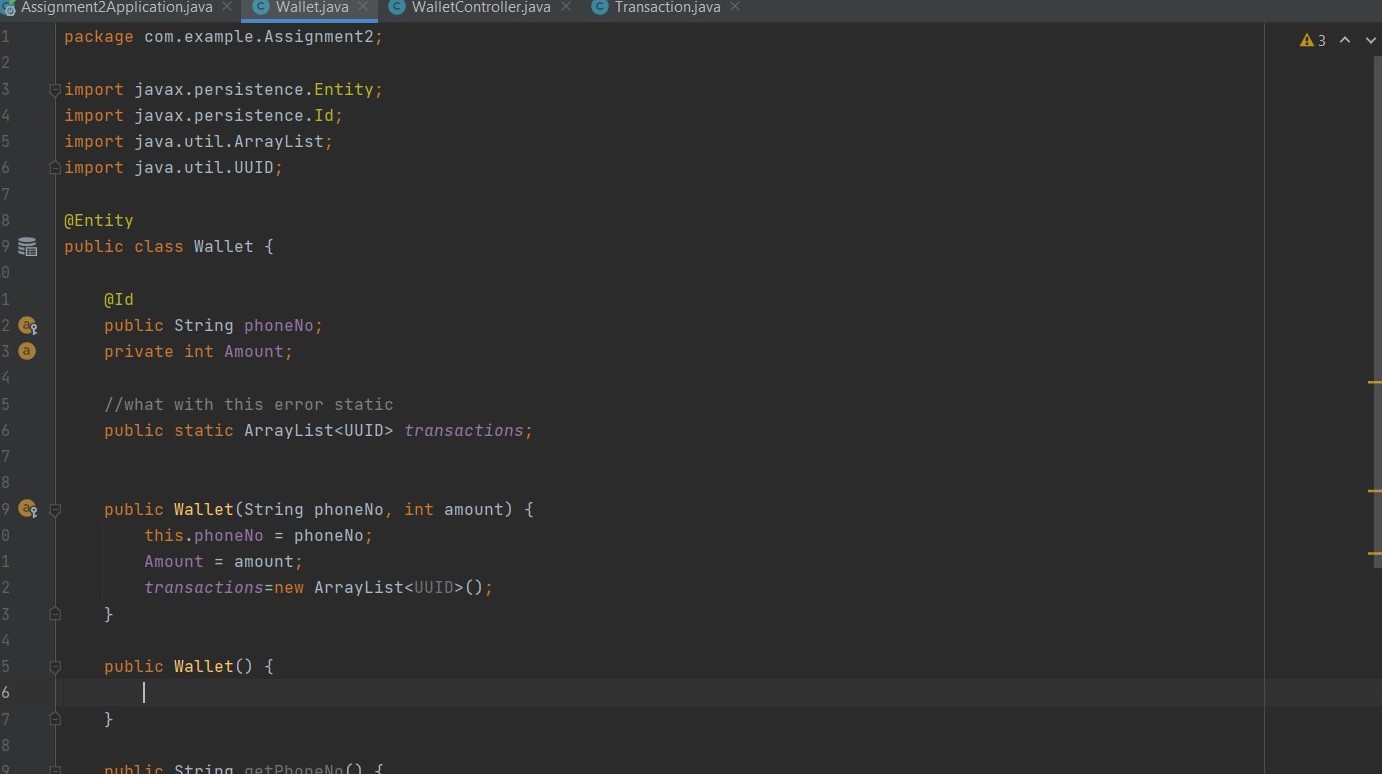 Assignment2Application.java Wallet.java WalletController.java Transaction.java
1 package com.example.Assignment2; 3
2
3 import javax.persistence.Entity;
4 import javax.persistence.Id;
5 import java.util.ArrayList;
6 import java.util.UUID;
7
8 @Entity
9 public class Wallet {
0
1 @Id
2 public String phoneNo;
3 private int Amount;
4
5 //what with this error static
6 public static ArrayList<UUID> transactions;
7
8
9 public Wallet(String phoneNo, int amount) {
0 this.phoneNo = phoneNo;
1 Amount = amount;
2 transactions=new ArrayList<UUID>();
3 }
4
5 public Wallet() {
6
7 }
8
9 public String getPhoneNo() {